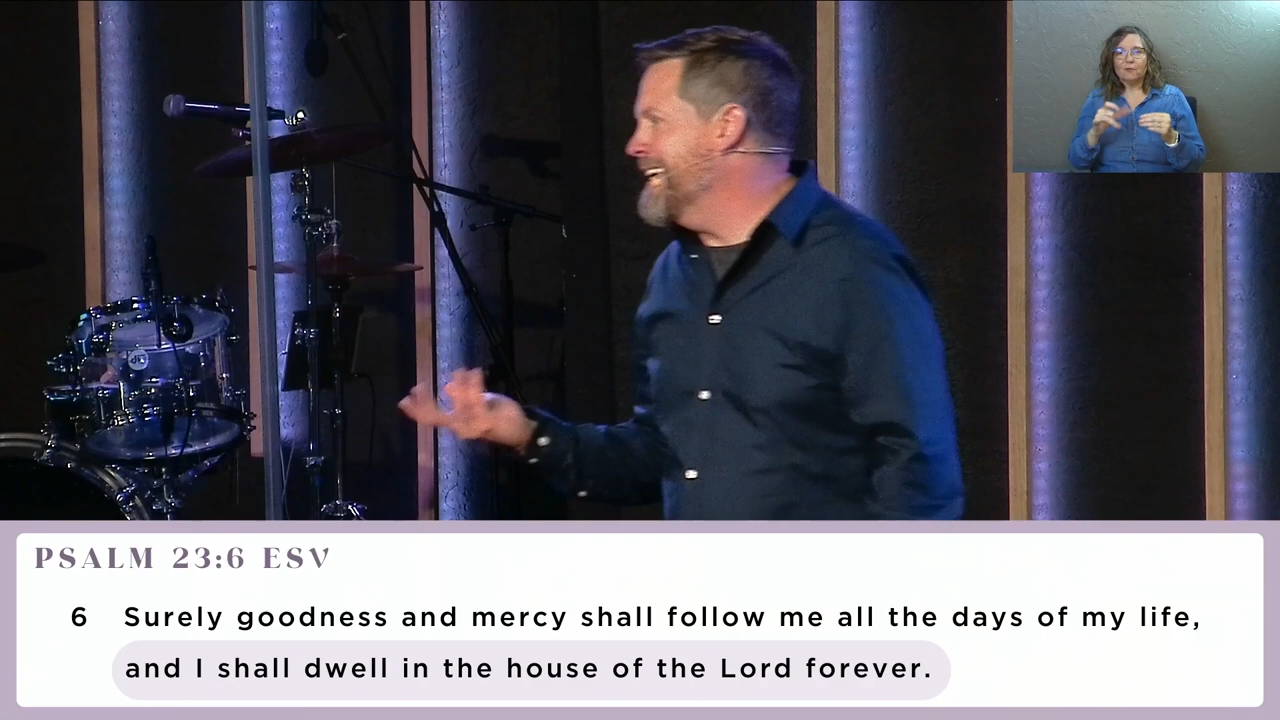 PSALM 23:6 ESV
6 Surely goodness and mercy shall follow me all the days of my life,
and I shall dwell in the house of the Lord forever.